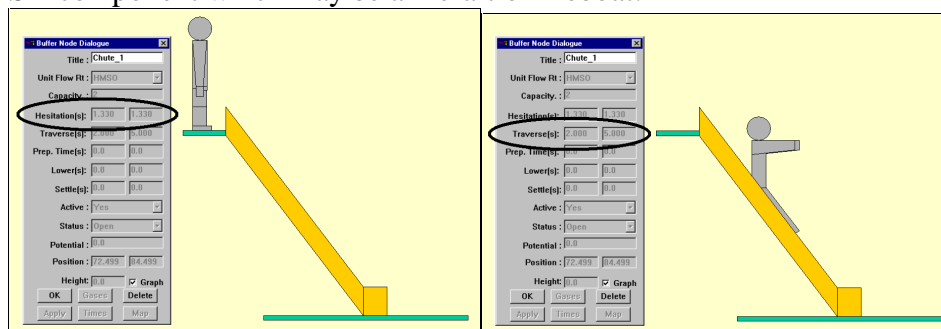 Buffer Node Dialogue
Title : Chute_1
Unit Flow Rt : HMSO
Capacity. : 2
Hesitation(s): 1.330 1.330
Traverse(s): 2.000 5.000
Prep. Time(s): 0.0 0.0
Lower(s): 0.0 0.0
Settle(s): 0.0 0.0
Active : Yes
Status : Open
Potential : 0.0
Position : 72.499 84.499
Height: 0.0 Graph
OK Gases Delete
Apply Times Map
Buffer Node Dialogue
Title : Chute_1
Unit Flow Rt : HMSO
Capacity. : 2
Hesitation(s): 1.330 1.330
Traverse(s): 2.000 5.000
Prep. Time(s): 0.0 0.0
Lower(s): 0.0 0.0
Settle(s): 0.0 0.0
Active : Yes
Status : Open
Potential : 0.0
Position : 72.499 84.499
Height: 0.0 Graph
OK Gases Delete
Apply Times Map